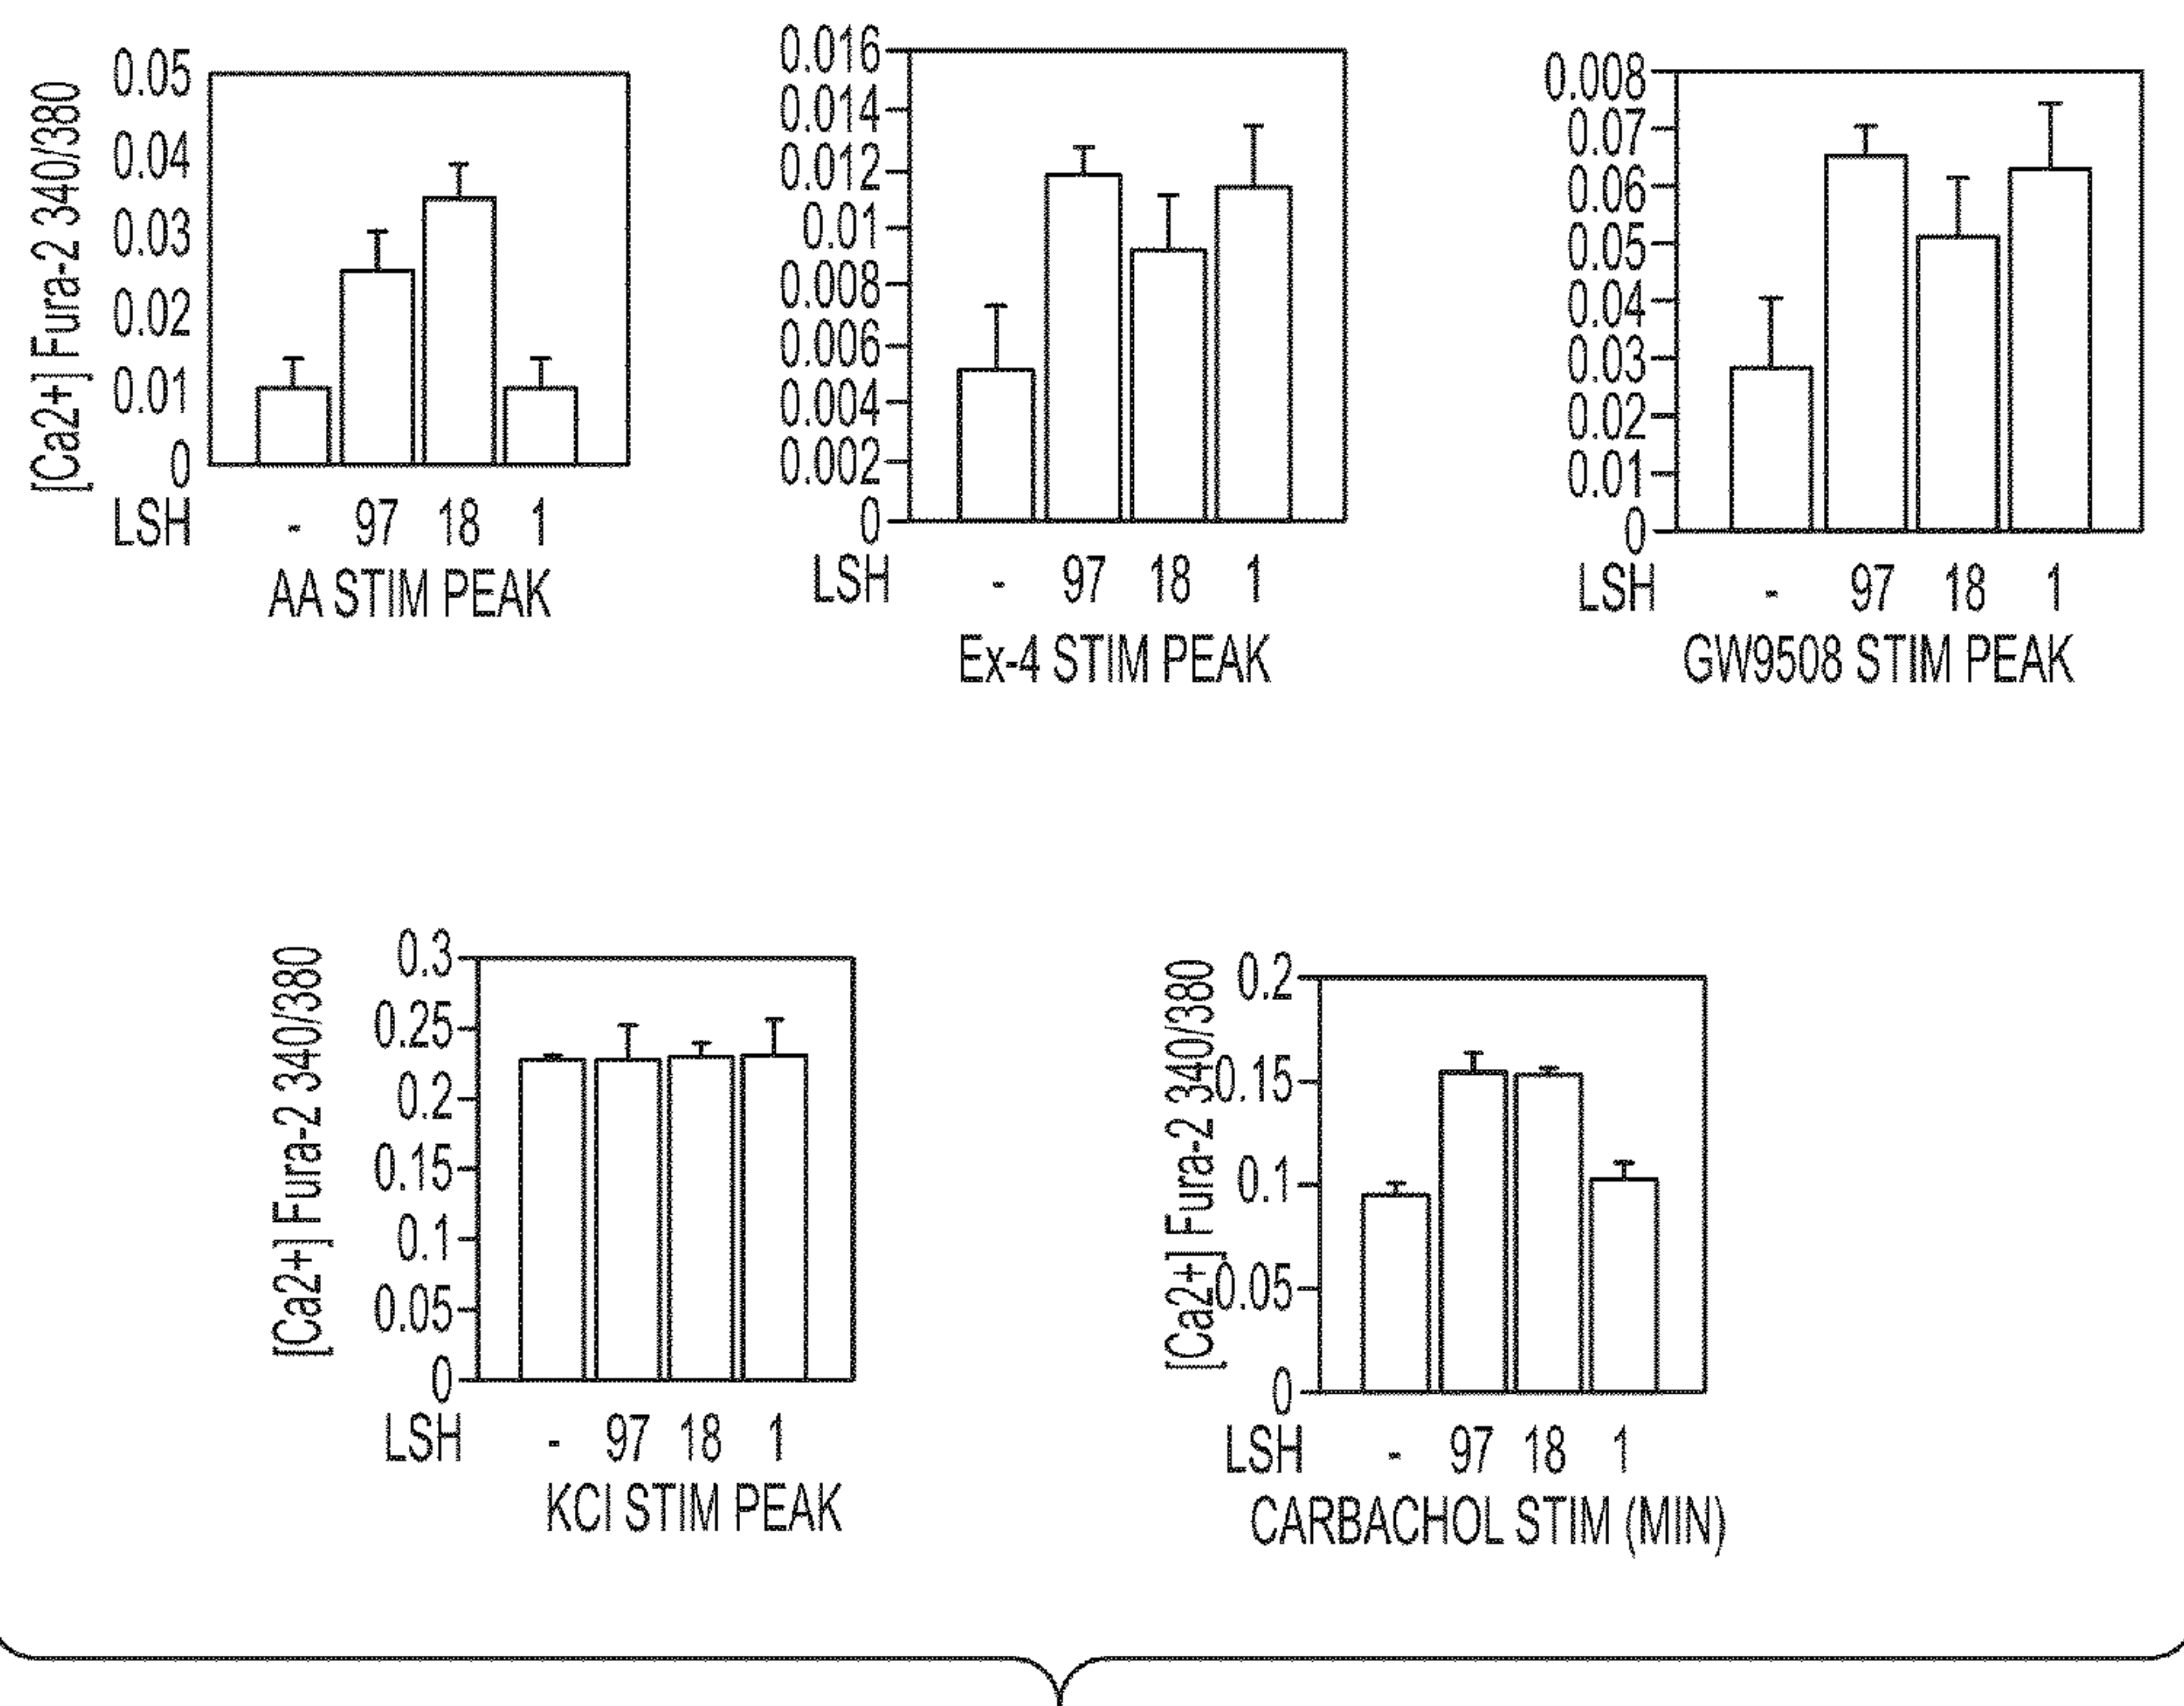 [Ca2+] Fura-2 340/380
0.05
0.04
0.03
0.02
0.01
0
LSH - 97 18 1
AA STIM PEAK
0.016
0.014
0.012
0.01
0.008
0.006
0.004
0.002
0
LSH - 97 18 1
Ex-4 STIM PEAK
0.008
0.07
0.06
0.05
0.04
0.03
0.02
0.01
0
LSH - 97 18 1
GW9508 STIM PEAK
[Ca2+] Fura-2 340/380
0.3
0.25
0.2
0.15
0.1
0.05
0
LSH - 97 18 1
KCl STIM PEAK
[Ca2+] Fura-2 340/380
0.2
0.15
0.1
0.05
0
LSH - 97 18 1
CARBACHOL STIM (MIN)